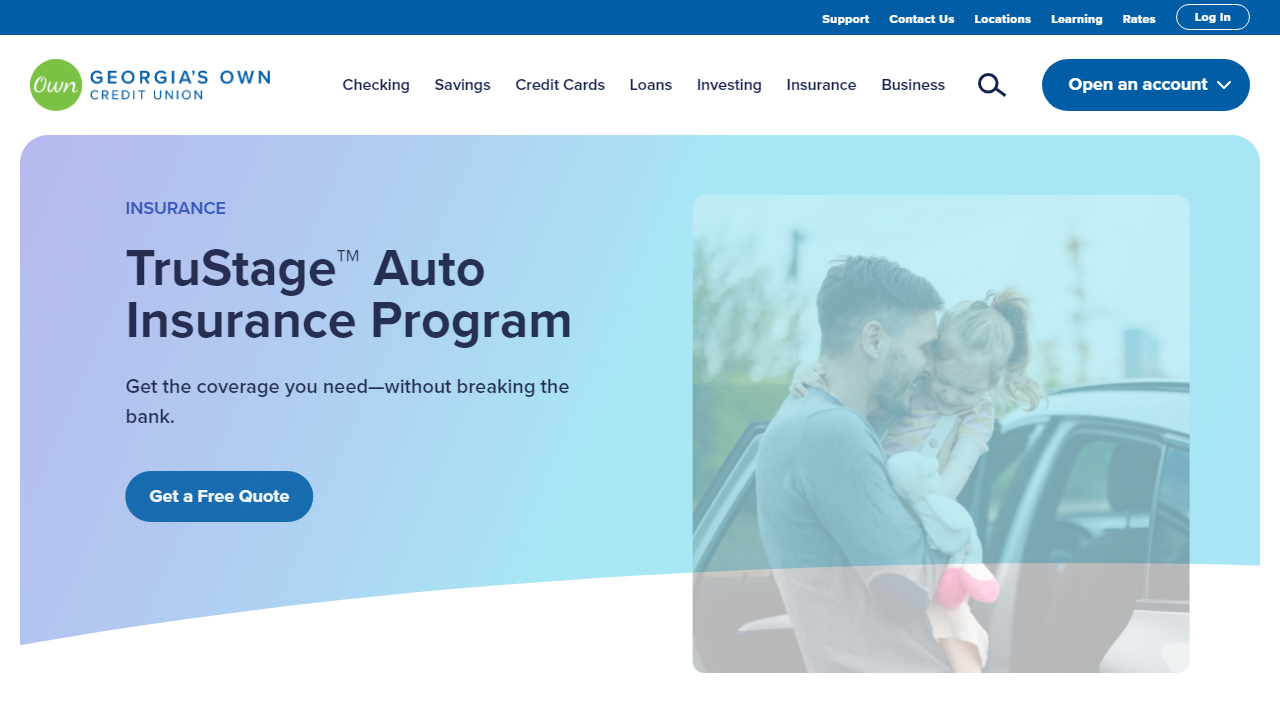 Support Contact Us Locations Learning Rates Log In
Own GEORGIA'S OWN
CREDIT UNION
Checking Savings Credit Cards Loans Investing Insurance Business Open an account
INSURANCE
TruStage™ Auto
Insurance Program
Get the coverage you need—without breaking the
bank.
Get a Free Quote